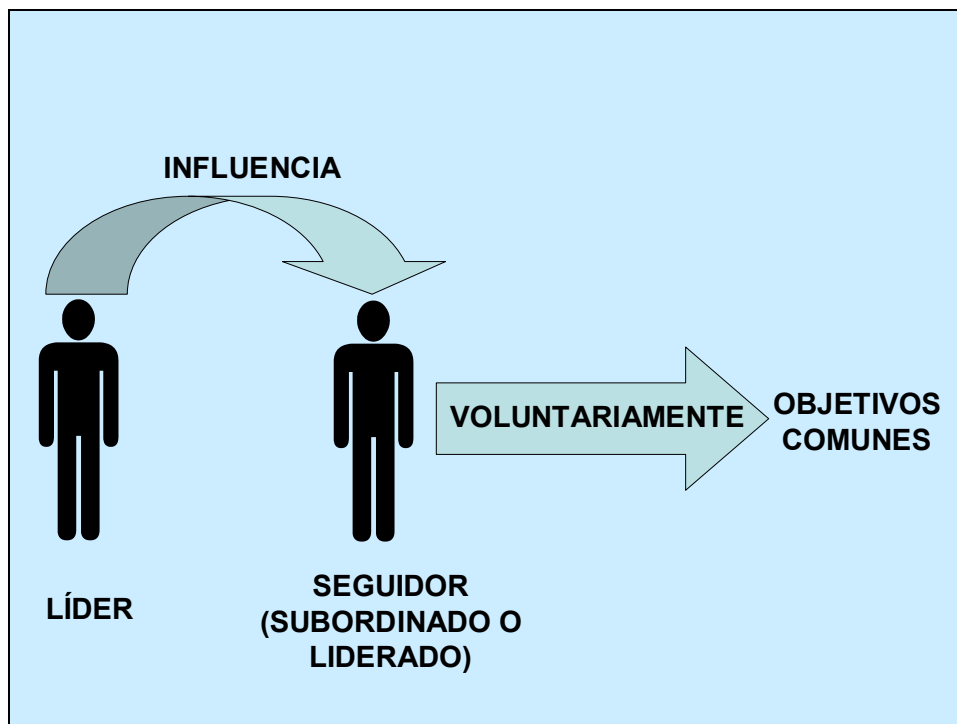 INFLUENCIA
VOLUNTARIAMENTE
OBJETIVOS
COMUNES
LÍDER
SEGUIDOR
(SUBORDINADO O
LIDERADO)